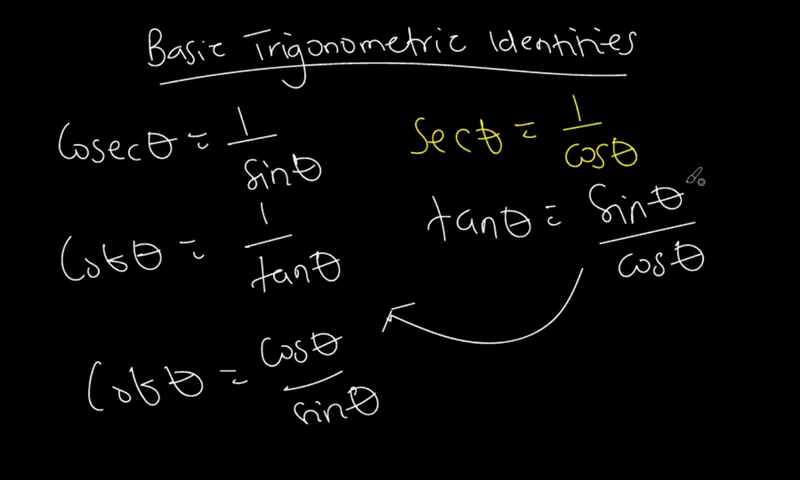 Basic Trigonometric Identities
Cosecθ = 1/sinθ
secθ = 1/cosθ
Cotθ = 1/tanθ
tanθ = sinθ/cosθ
Cotθ = cosθ/sinθ